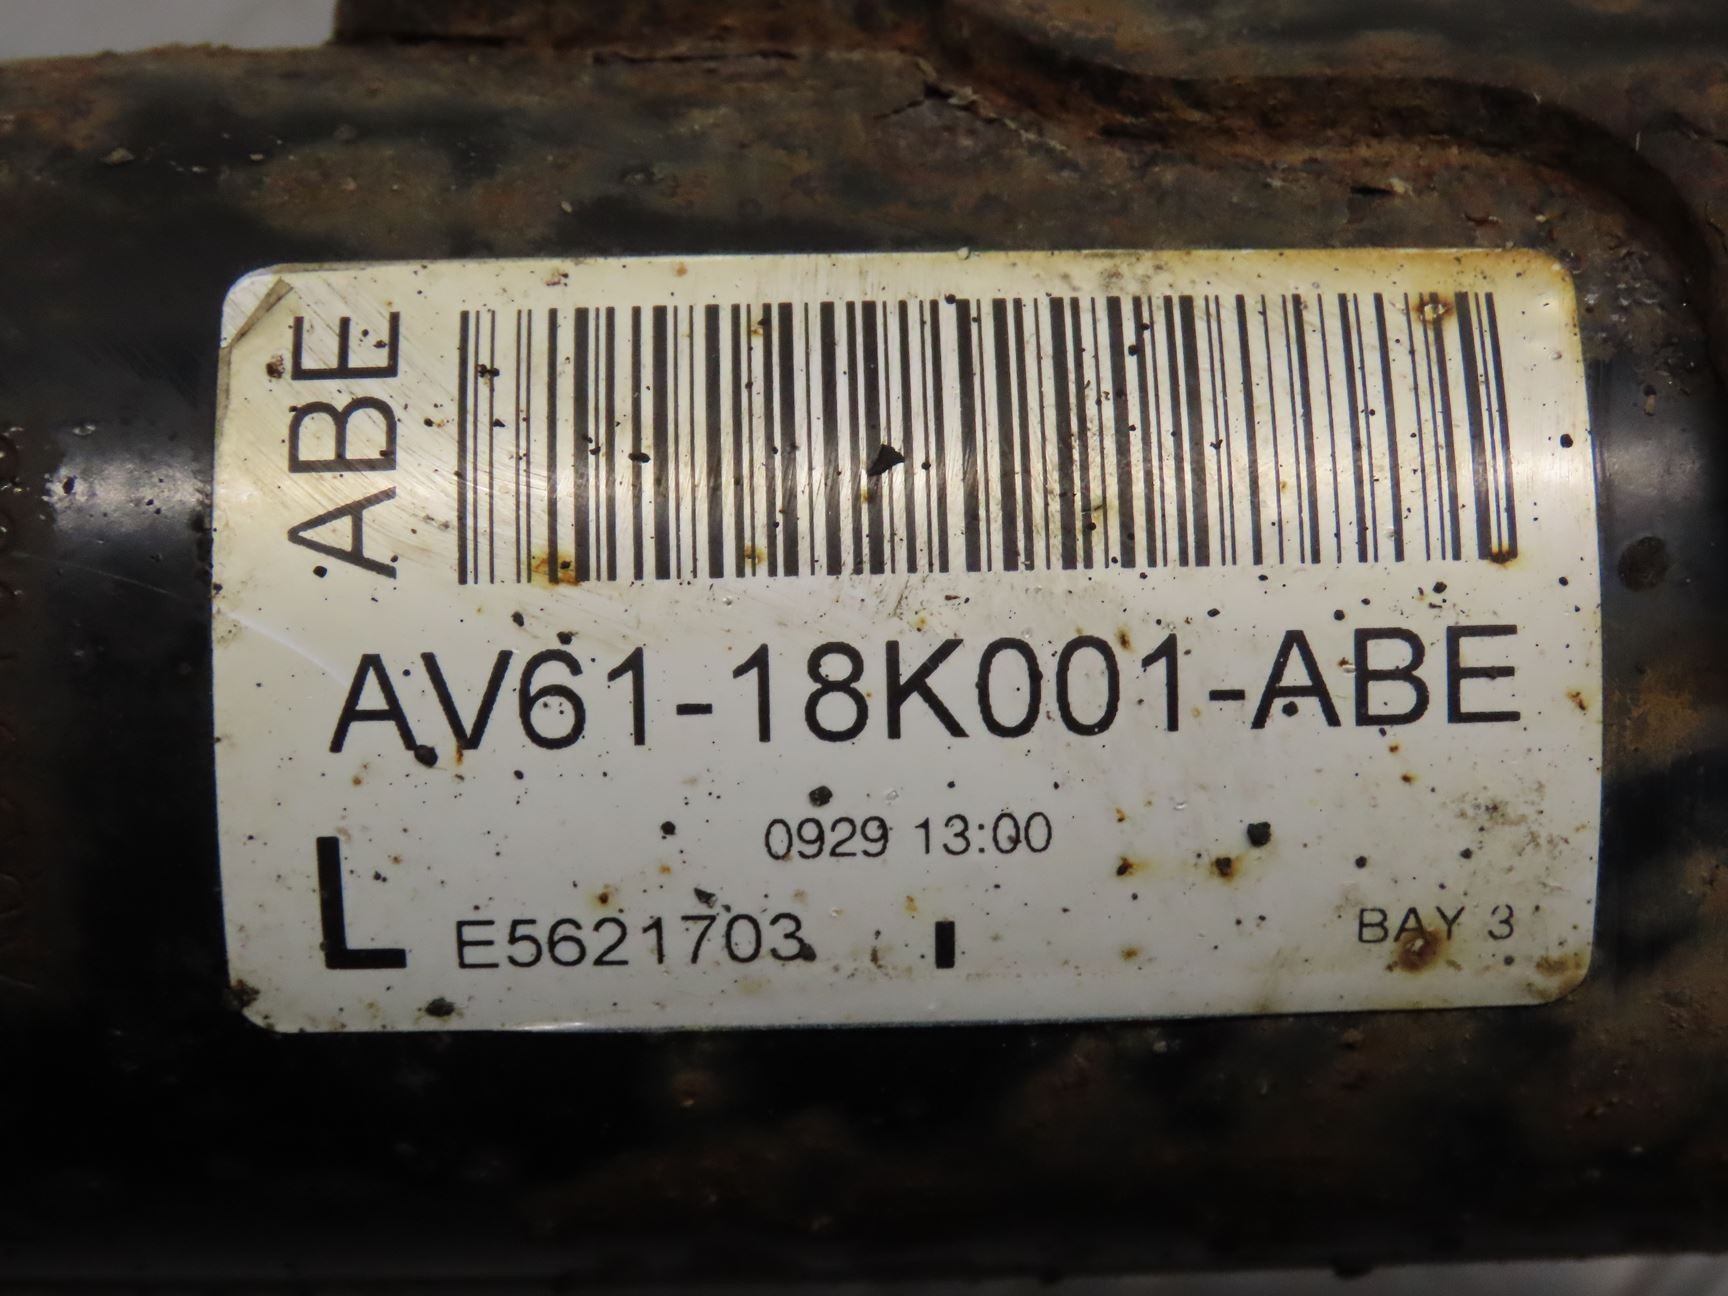 ABE
AV61-18K001-ABE
0929 13:00
L E5621703
BAY 3